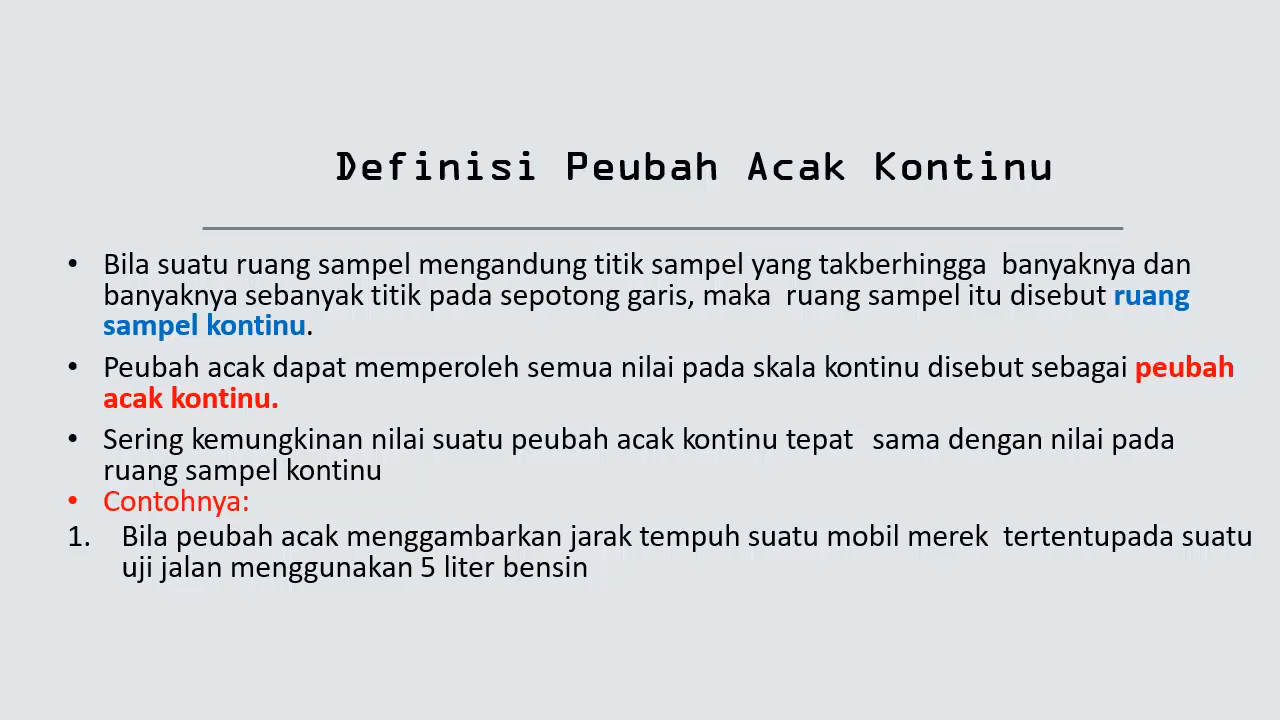 Definisi Peubah Acak Kontinu
• Bila suatu ruang sampel mengandung titik sampel yang takberhingga  banyaknya dan
banyaknya sebanyak titik pada sepotong garis, maka  ruang sampel itu disebut ruang
sampel kontinu.
• Peubah acak dapat memperoleh semua nilai pada skala kontinu disebut sebagai peubah
acak kontinu.
• Sering kemungkinan nilai suatu peubah acak kontinu tepat  sama dengan nilai pada
ruang sampel kontinu
• Contohnya:
1. Bila peubah acak menggambarkan jarak tempuh suatu mobil merek  tertentupada suatu
uji jalan menggunakan 5 liter bensin